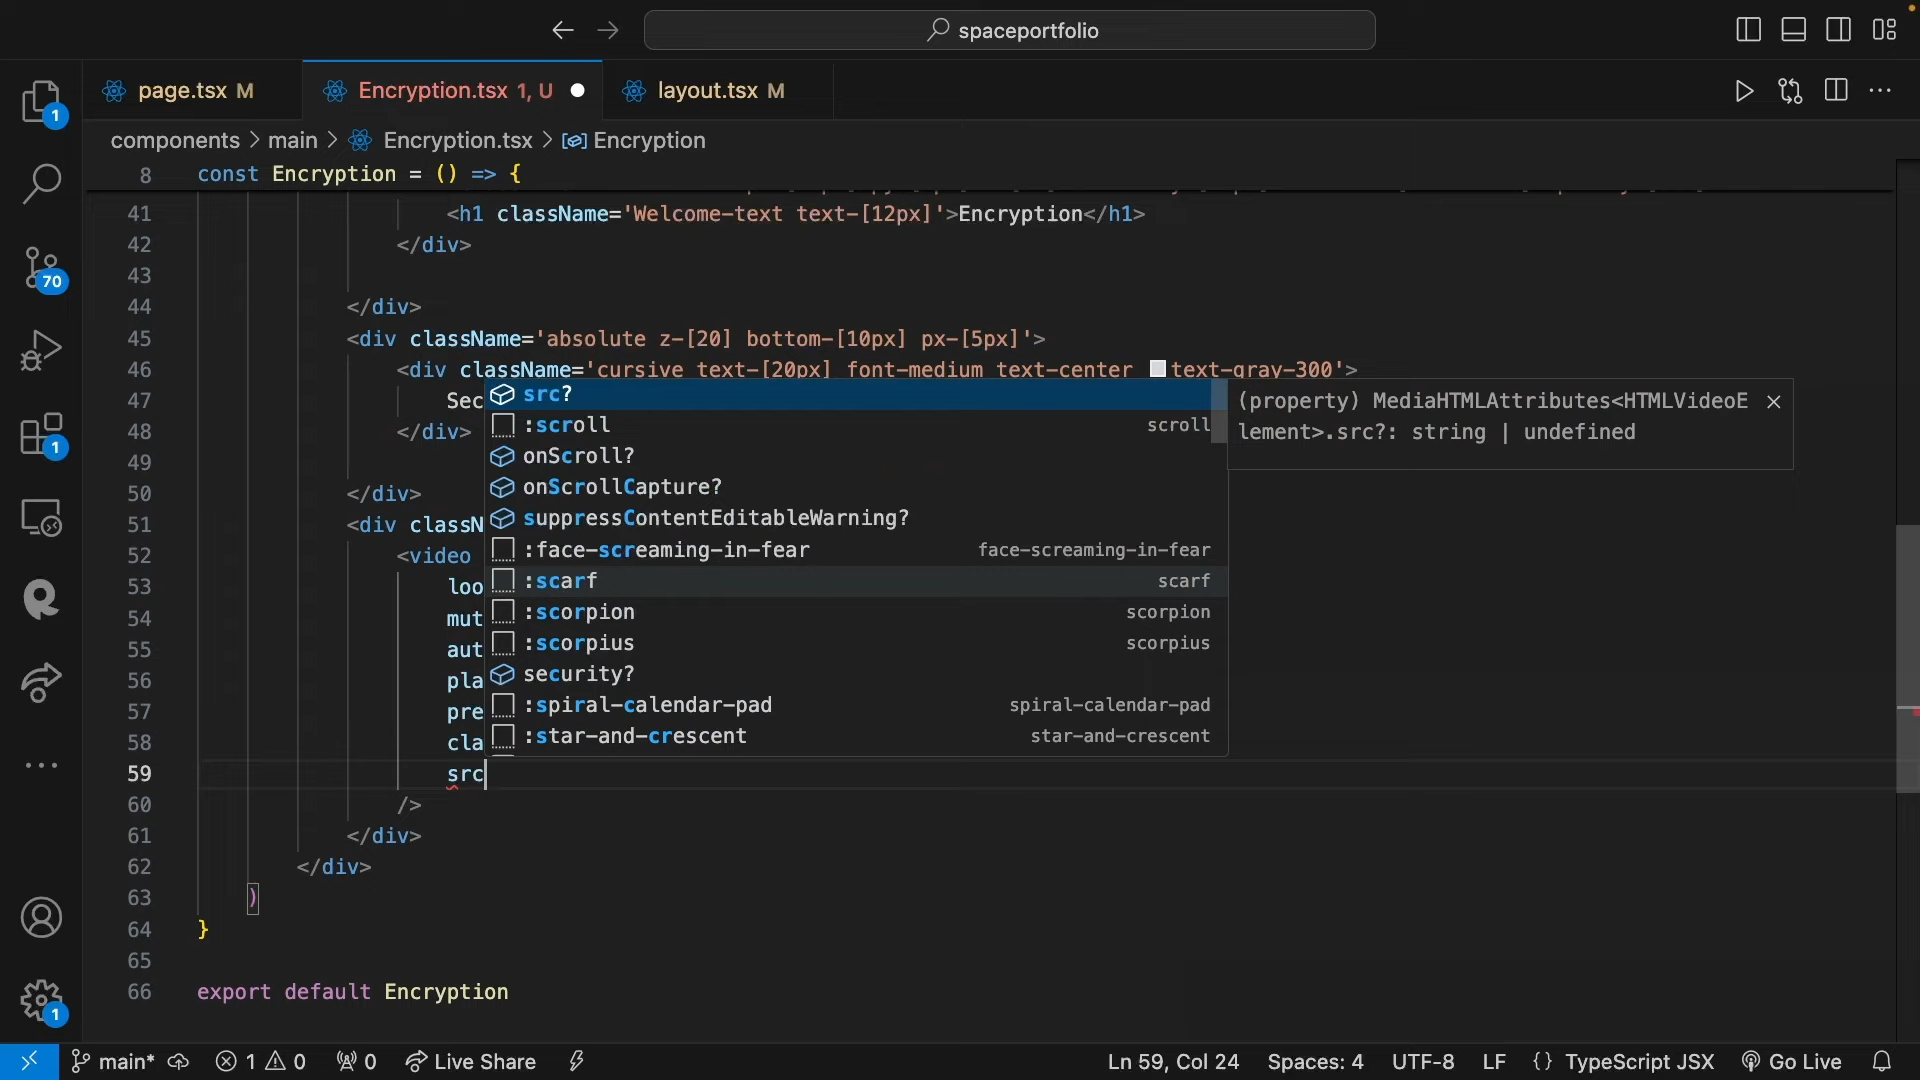 spaceportfolio
page.tsx M
Encryption.tsx 1, U
layout.tsx M
components > main > Encryption.tsx > Encryption
8 const Encryption = () => {
41 <h1 className='Welcome-text text-[12px]'>Encryption</h1>
42 </div>
43
44 </div>
45 <div className='absolute z-[20] bottom-[10px] px-[5px]'>
46 <div className='cursive text-[20px] font-medium text-center text-gray-300'>
47 Sec
48 </div>
49
50 </div>
51 <div classN
52 <video
53 loo
54 mut
55 aut
56 pla
57 pre
58 cla
59 src
60 />
61 </div>
62 </div>
63 )
64 }
65
66 export default Encryption
src?
:scroll scroll
onScroll?
onScrollCapture?
suppressContentEditableWarning?
:face-screaming-in-fear face-screaming-in-fear
:scarf scarf
:scorpion scorpion
:scorpius scorpius
security?
:spiral-calendar-pad spiral-calendar-pad
:star-and-crescent star-and-crescent
(property) MediaHTMLAttributes<HTMLVideoE
lement>.src?: string | undefined
1
70
1
1
main* 1 0 0 Live Share
Ln 59, Col 24 Spaces: 4 UTF-8 LF {} TypeScript JSX Go Live